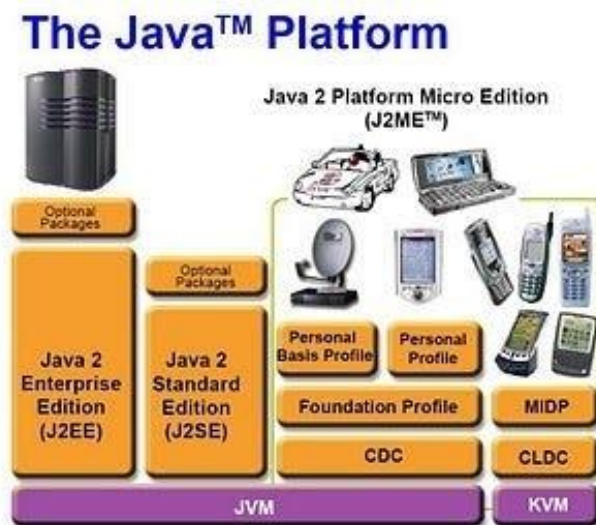 The Java™ Platform
Java 2 Platform Micro Edition
(J2ME™)
Optional
Packages
Optional
Packages
Java 2
Enterprise
Edition
(J2EE)
Java 2
Standard
Edition
(J2SE)
Personal
Basis Profile
Personal
Profile
Foundation Profile
MIDP
CDC
CLDC
JVM
KVM